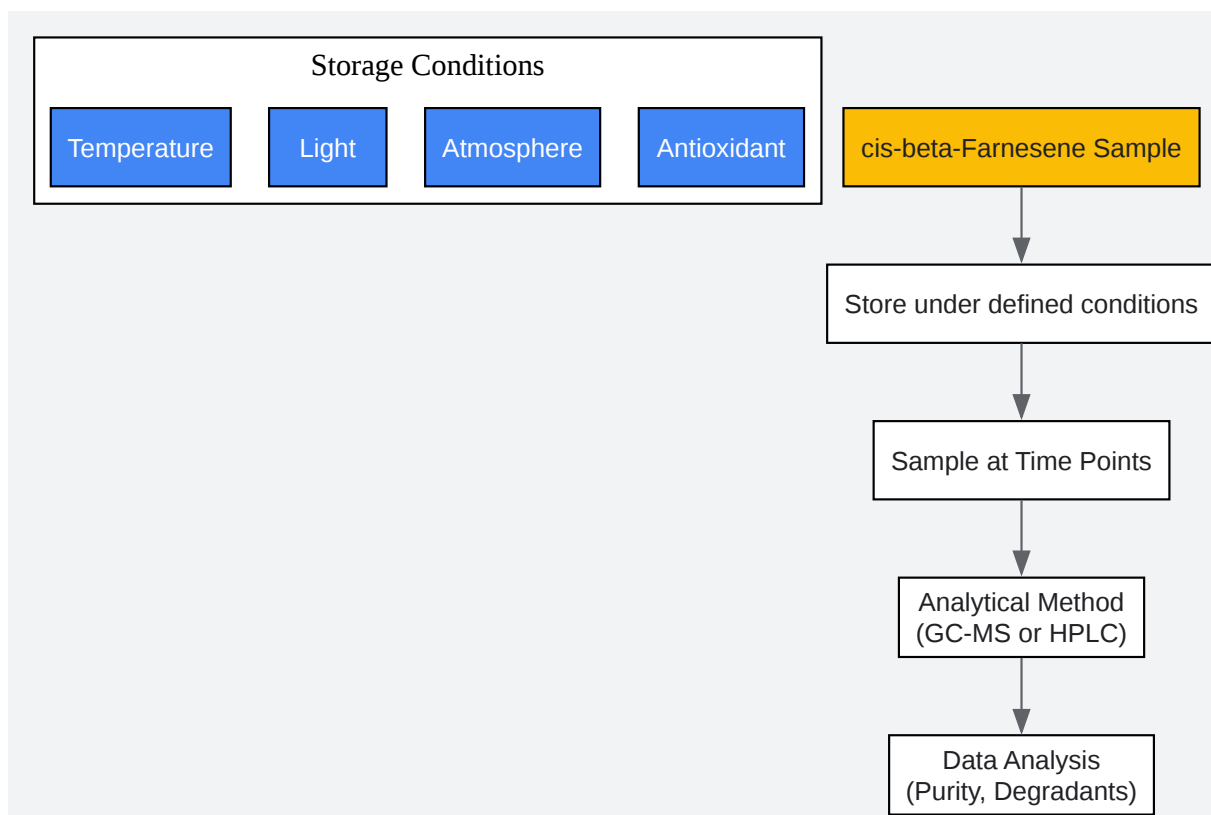 Storage Conditions
Temperature
Light
Atmosphere
Antioxidant
cis-beta-Farnesene Sample
Store under defined conditions
Sample at Time Points
Analytical Method
(GC-MS or HPLC)
Data Analysis
(Purity, Degradants)